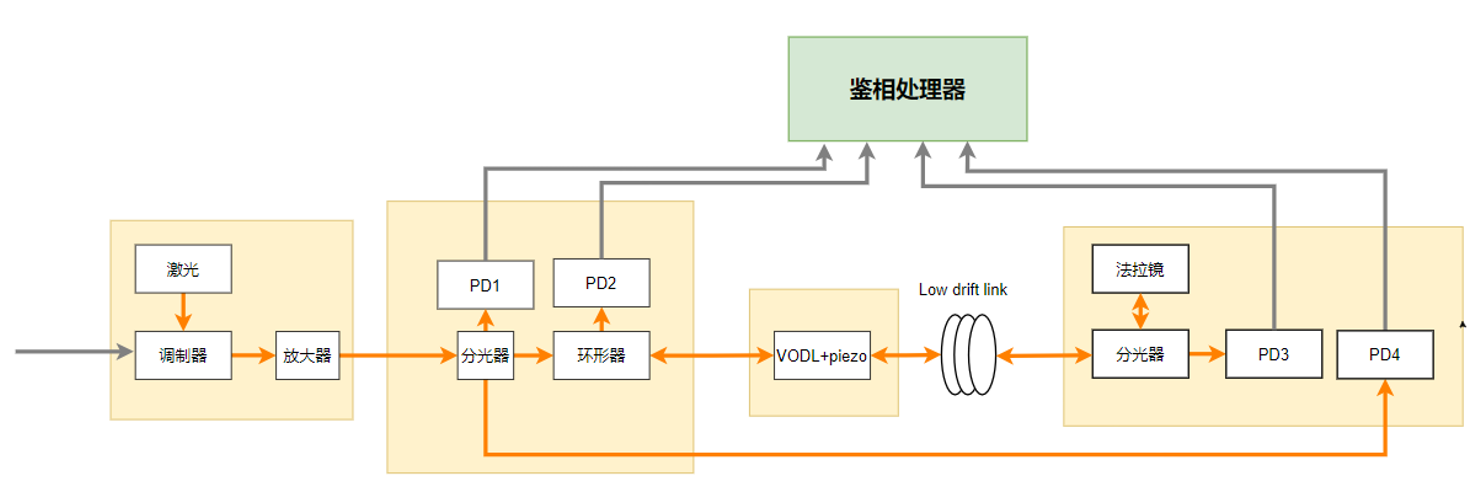 鉴相处理器
激光
PD1
PD2
Low drift link
法拉镜
调制器
放大器
分光器
环形器
VODL+piezo
分光器
PD3
PD4